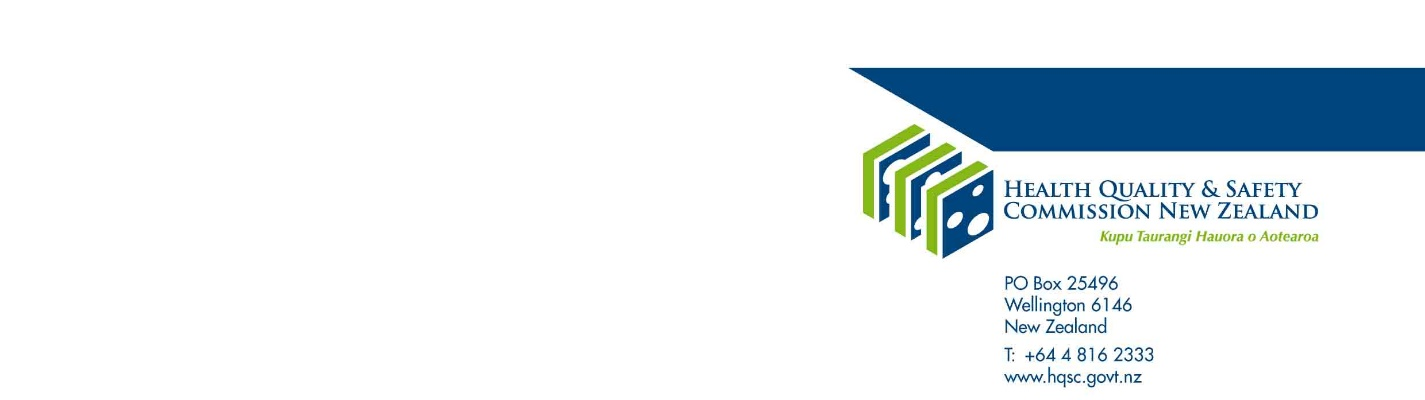 HEALTH QUALITY & SAFETY
COMMISSION NEW ZEALAND
Kupu Taurangi Hauora o Aotearoa
PO Box 25496
Wellington 6146
New Zealand
T: +64 4 816 2333
www.hqsc.govt.nz